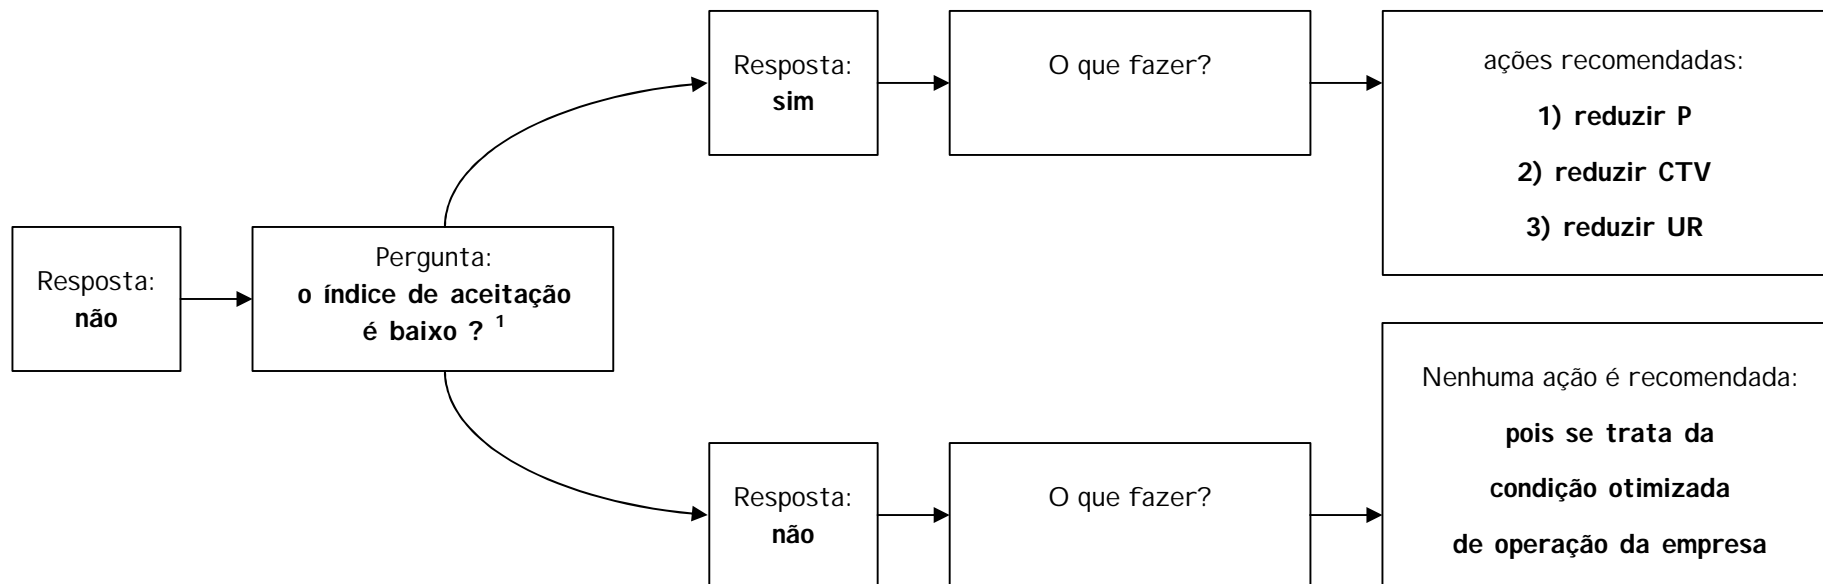 Resposta:
não
Pergunta:
o índice de aceitação
é baixo ? ¹
Resposta:
sim
O que fazer?
ações recomendadas:
1) reduzir P
2) reduzir CTV
3) reduzir UR
Resposta:
não
O que fazer?
Nenhuma ação é recomendada:
pois se trata da
condição otimizada
de operação da empresa